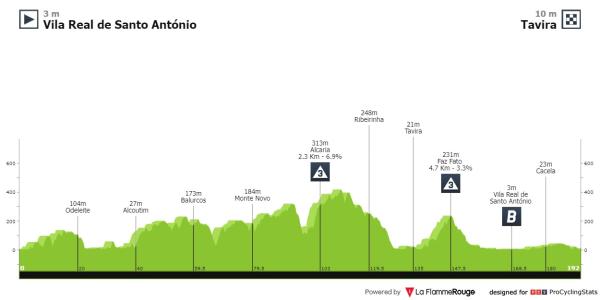 3 m
Vila Real de Santo António
10 m
Tavira
248m
Ribeirinha
21m
Tavira
313m
Alcaria
2.3 Km - 6.9%
3
231m
Faz Fato
4.7 Km - 3.3%
3
23m
Cacela
3m
Vila Real de
Santo António
B
104m
Odeleite
27m
Alcoutim
173m
Balurcos
184m
Monte Novo
600
400
200
0
600
400
200
0
0
20
40
59.5
79.5
103
119.5
135
147.5
168.5
180
192
Powered by La FlammeRouge
designed for PCS ProCyclingStats